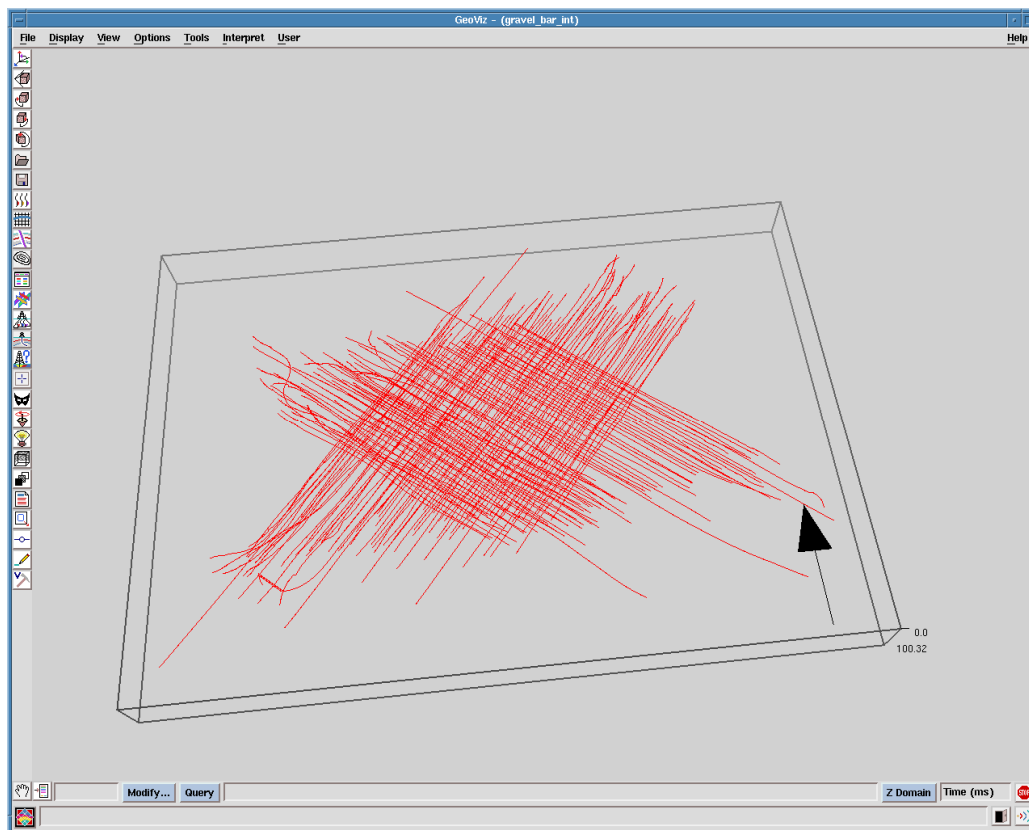 GeoViz - (gravel_bar_int)
File Display View Options Tools Interpret User Help
0.0
100.32
Modify... Query Z Domain Time (ms) STOP